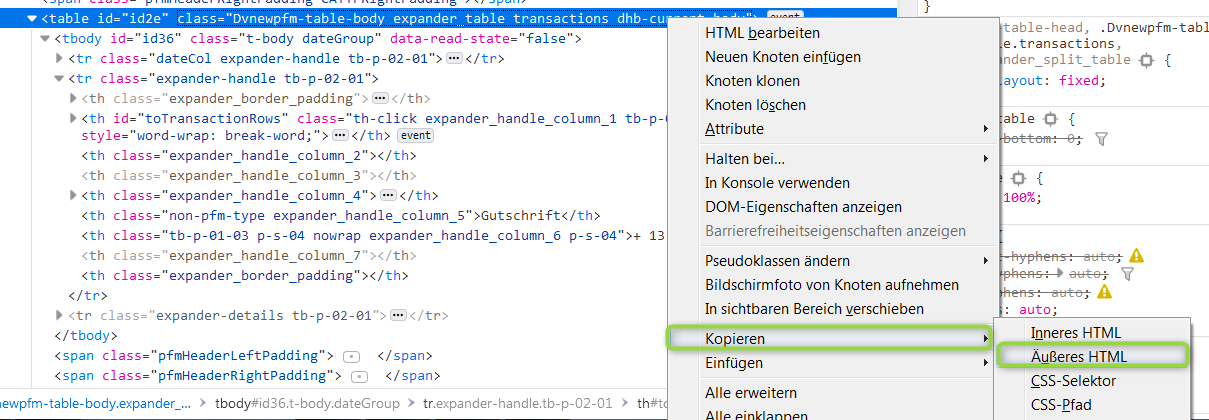 <span class="pfmHeaderRightPadding CATPfmRightPadding"></span>
<table id="id2e" class="Dvnewpfm-table-body expander_table transactions dhb-current-body"> event
<tbody id="id36" class="t-body dateGroup" data-read-state="false">
<tr class="dateCol expander-handle tb-p-02-01"></tr>
<tr class="expander-handle tb-p-02-01">
<th class="expander_border_padding"></th>
<th id="toTransactionRows" class="th-click expander_handle_column_1 tb-p-0
style="word-wrap: break-word;"></th> event
<th class="expander_handle_column_2"></th>
<th class="expander_handle_column_3"></th>
<th class="expander_handle_column_4"></th>
<th class="non-pfm-type expander_handle_column_5">Gutschrift</th>
<th class="tb-p-01-03 p-s-04 nowrap expander_handle_column_6 p-s-04">+ 13
<th class="expander_handle_column_7"></th>
<th class="expander_border_padding"></th>
</tr>
<tr class="expander-details tb-p-02-01"></tr>
</tbody>
<span class="pfmHeaderLeftPadding"> </span>
<span class="pfmHeaderRightPadding"> </span>
newpfm-table-body.expander_... tbody#id36.t-body.dateGroup tr.expander-handle.tb-p-02-01 th#to
HTML bearbeiten
Neuen Knoten einfügen
Knoten klonen
Knoten löschen
Attribute
Halten bei...
In Konsole verwenden
DOM-Eigenschaften anzeigen
Barrierefreiheitseigenschaften anzeigen
Pseudoklassen ändern
Bildschirmfoto von Knoten aufnehmen
In sichtbaren Bereich verschieben
Kopieren
Einfügen
Alle erweitern
Alle einklappen
Inneres HTML
Äußeres HTML
CSS-Selektor
CSS-Pfad
}
table-head, .Dvnewpfm-tab
le.transactions,
ander_split_table {
layout: fixed;
table {
bottom: 0;
e {
100%;
{
-hyphens: auto;
yphens: auto;
phens: auto;
s: auto;